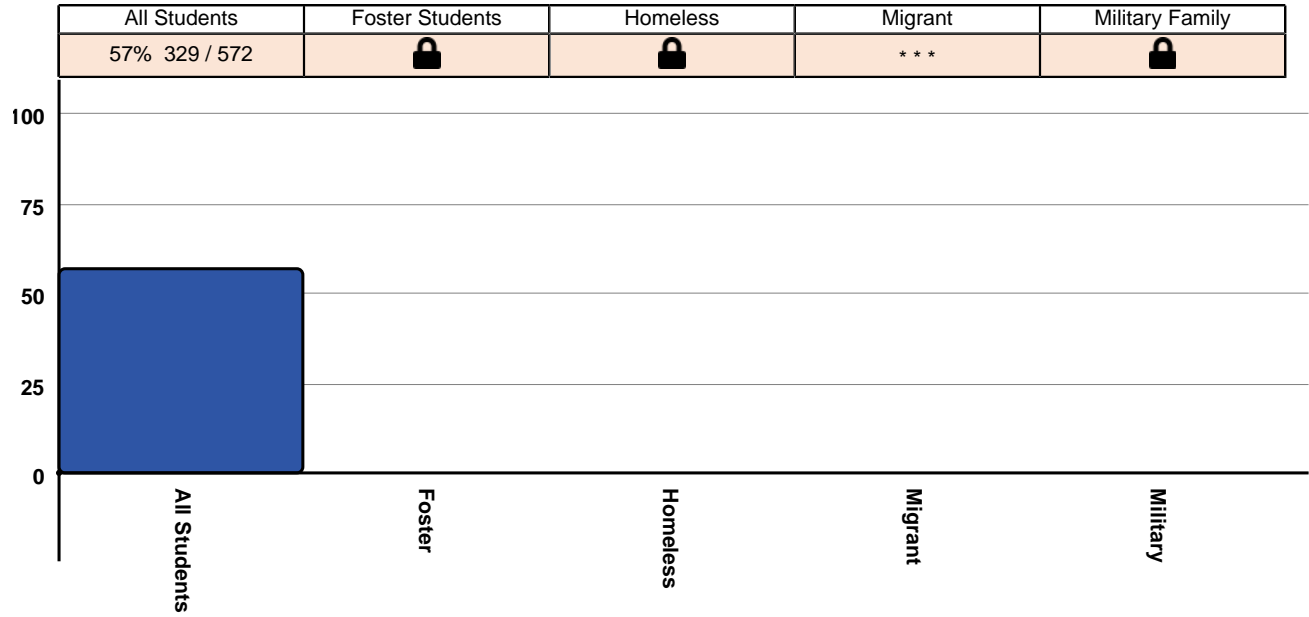 All Students Foster Students Homeless Migrant Military Family
57% 329 / 572 * * *
100
75
50
25
0
All Students Foster Homeless Migrant Military